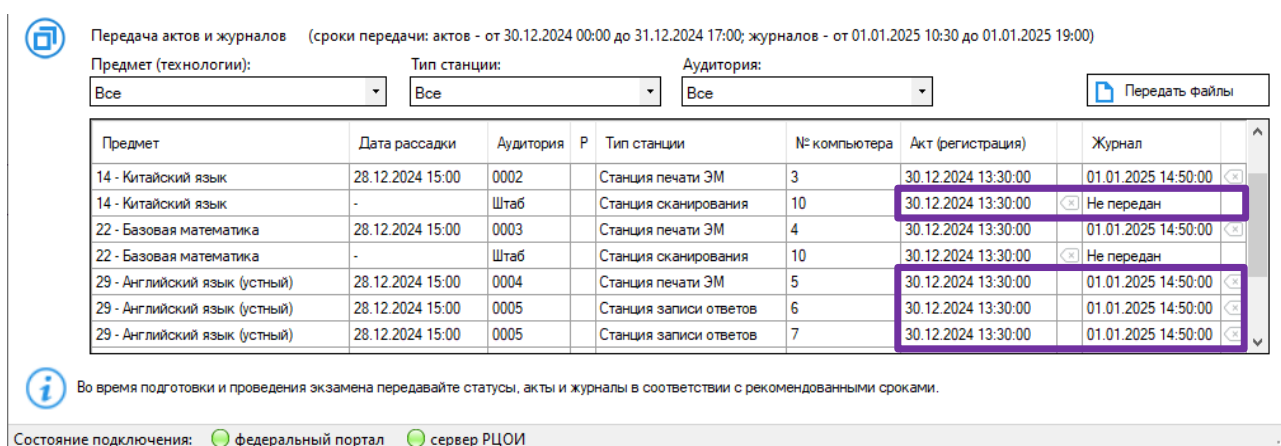 Передача актов и журналов (сроки передачи: актов - от 30.12.2024 00:00 до 31.12.2024 17:00; журналов - от 01.01.2025 10:30 до 01.01.2025 19:00)
Предмет (технологии): Тип станции: Аудитория:
Все Все Все Передать файлы
Предмет Дата рассадки Аудитория Р Тип станции № компьютера Акт (регистрация) Журнал
14 - Китайский язык 28.12.2024 15:00 0002 Станция печати ЭМ 3 30.12.2024 13:30:00 01.01.2025 14:50:00
14 - Китайский язык - Штаб Станция сканирования 10 30.12.2024 13:30:00 Не передан
22 - Базовая математика 28.12.2024 15:00 0003 Станция печати ЭМ 4 30.12.2024 13:30:00 01.01.2025 14:50:00
22 - Базовая математика - Штаб Станция сканирования 10 30.12.2024 13:30:00 Не передан
29 - Английский язык (устный) 28.12.2024 15:00 0004 Станция печати ЭМ 5 30.12.2024 13:30:00 01.01.2025 14:50:00
29 - Английский язык (устный) 28.12.2024 15:00 0005 Станция записи ответов 6 30.12.2024 13:30:00 01.01.2025 14:50:00
29 - Английский язык (устный) 28.12.2024 15:00 0005 Станция записи ответов 7 30.12.2024 13:30:00 01.01.2025 14:50:00
Во время подготовки и проведения экзамена передавайте статусы, акты и журналы в соответствии с рекомендованными сроками.
Состояние подключения: федеральный портал сервер РЦОИ